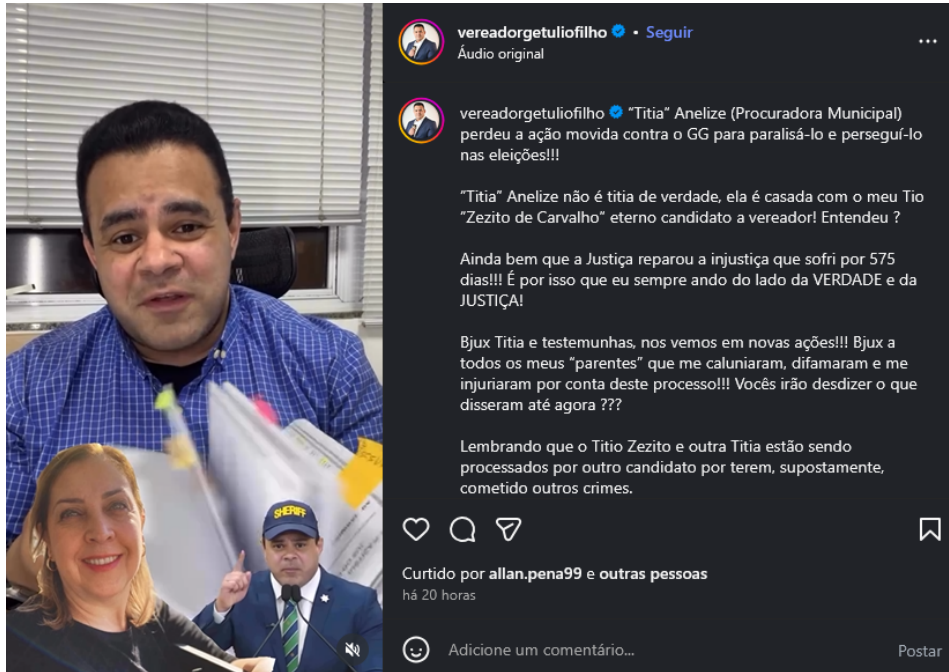 vereadorgetuliofilho • Seguir
Áudio original
vereadorgetuliofilho "Titia" Anelize (Procuradora Municipal)
perdeu a ação movida contra o GG para paralisá-lo e perseguí-lo
nas eleições!!!
"Titia" Anelize não é titia de verdade, ela é casada com o meu Tio
"Zezito de Carvalho" eterno candidato a vereador! Entendeu ?
Ainda bem que a Justiça reparou a injustiça que sofri por 575
dias!!! É por isso que eu sempre ando do lado da VERDADE e da
JUSTIÇA!
Bjux Titia e testemunhas, nos vemos em novas ações!!! Bjux a
todos os meus "parentes" que me caluniaram, difamaram e me
injuriaram por conta deste processo!!! Vocês irão desdizer o que
disseram até agora ???
Lembrando que o Titio Zezito e outra Titia estão sendo
processados por outro candidato por terem, supostamente,
cometido outros crimes.
SHERIFF
Curtido por allan.pena99 e outras pessoas
há 20 horas
Adicione um comentário...
Postar